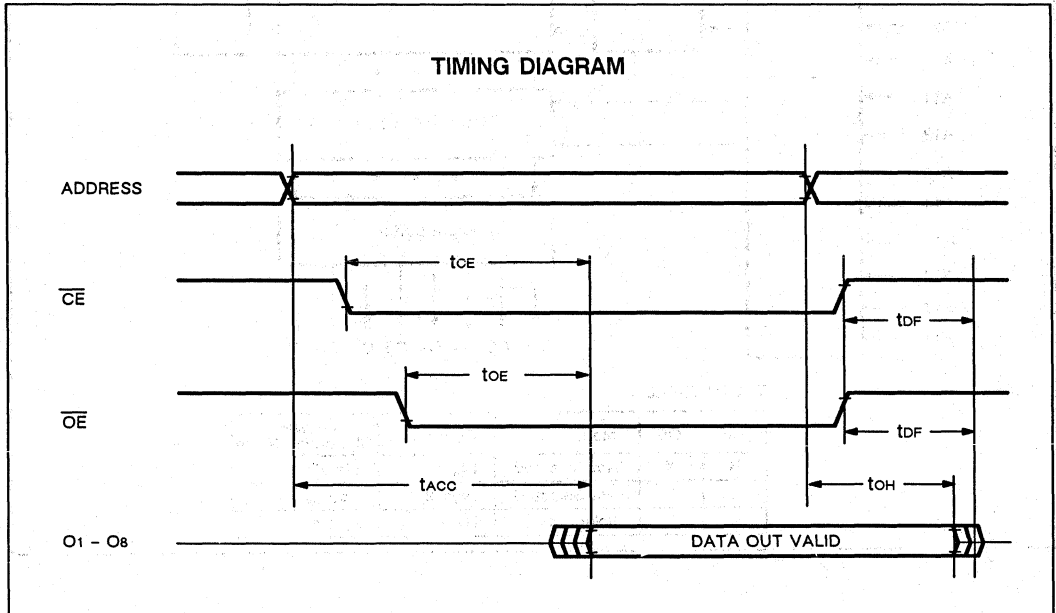 TIMING DIAGRAM
ADDRESS
tCE
CE
tDF
tOE
OE
tDF
tACC
tOH
O1 – O8
DATA OUT VALID